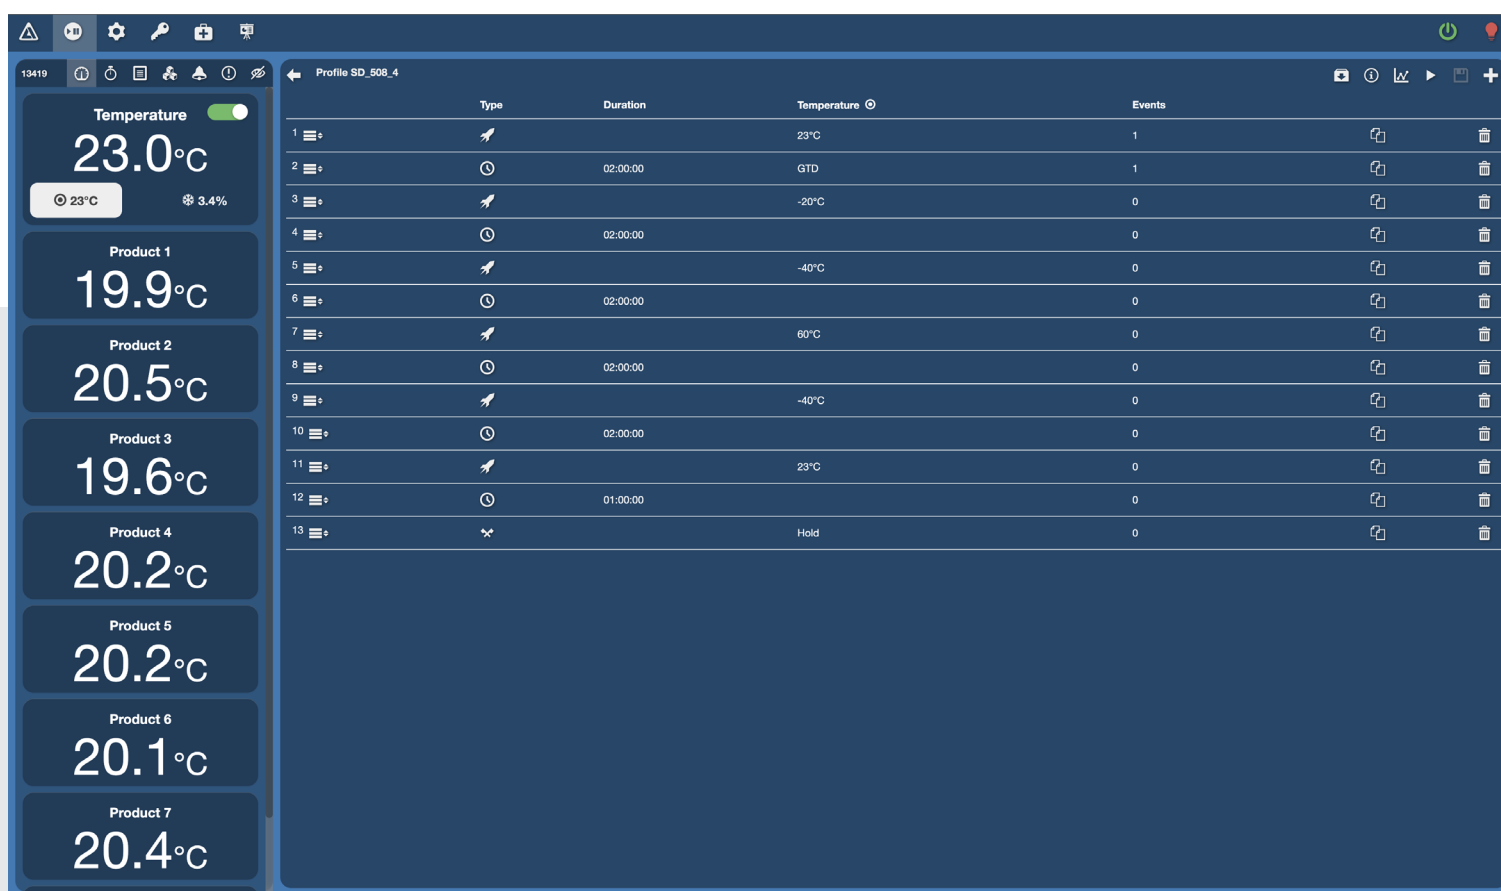 13419
Profile SD_508_4
Temperature
23.0°C
23°C 3.4%
Product 1
19.9°C
Product 2
20.5°C
Product 3
19.6°C
Product 4
20.2°C
Product 5
20.2°C
Product 6
20.1°C
Product 7
20.4°C
Type Duration Temperature Events
1 23°C 1
2 02:00:00 GTD 1
3 -20°C 0
4 02:00:00 0
5 -40°C 0
6 02:00:00 0
7 60°C 0
8 02:00:00 0
9 -40°C 0
10 02:00:00 0
11 23°C 0
12 01:00:00 0
13 Hold 0